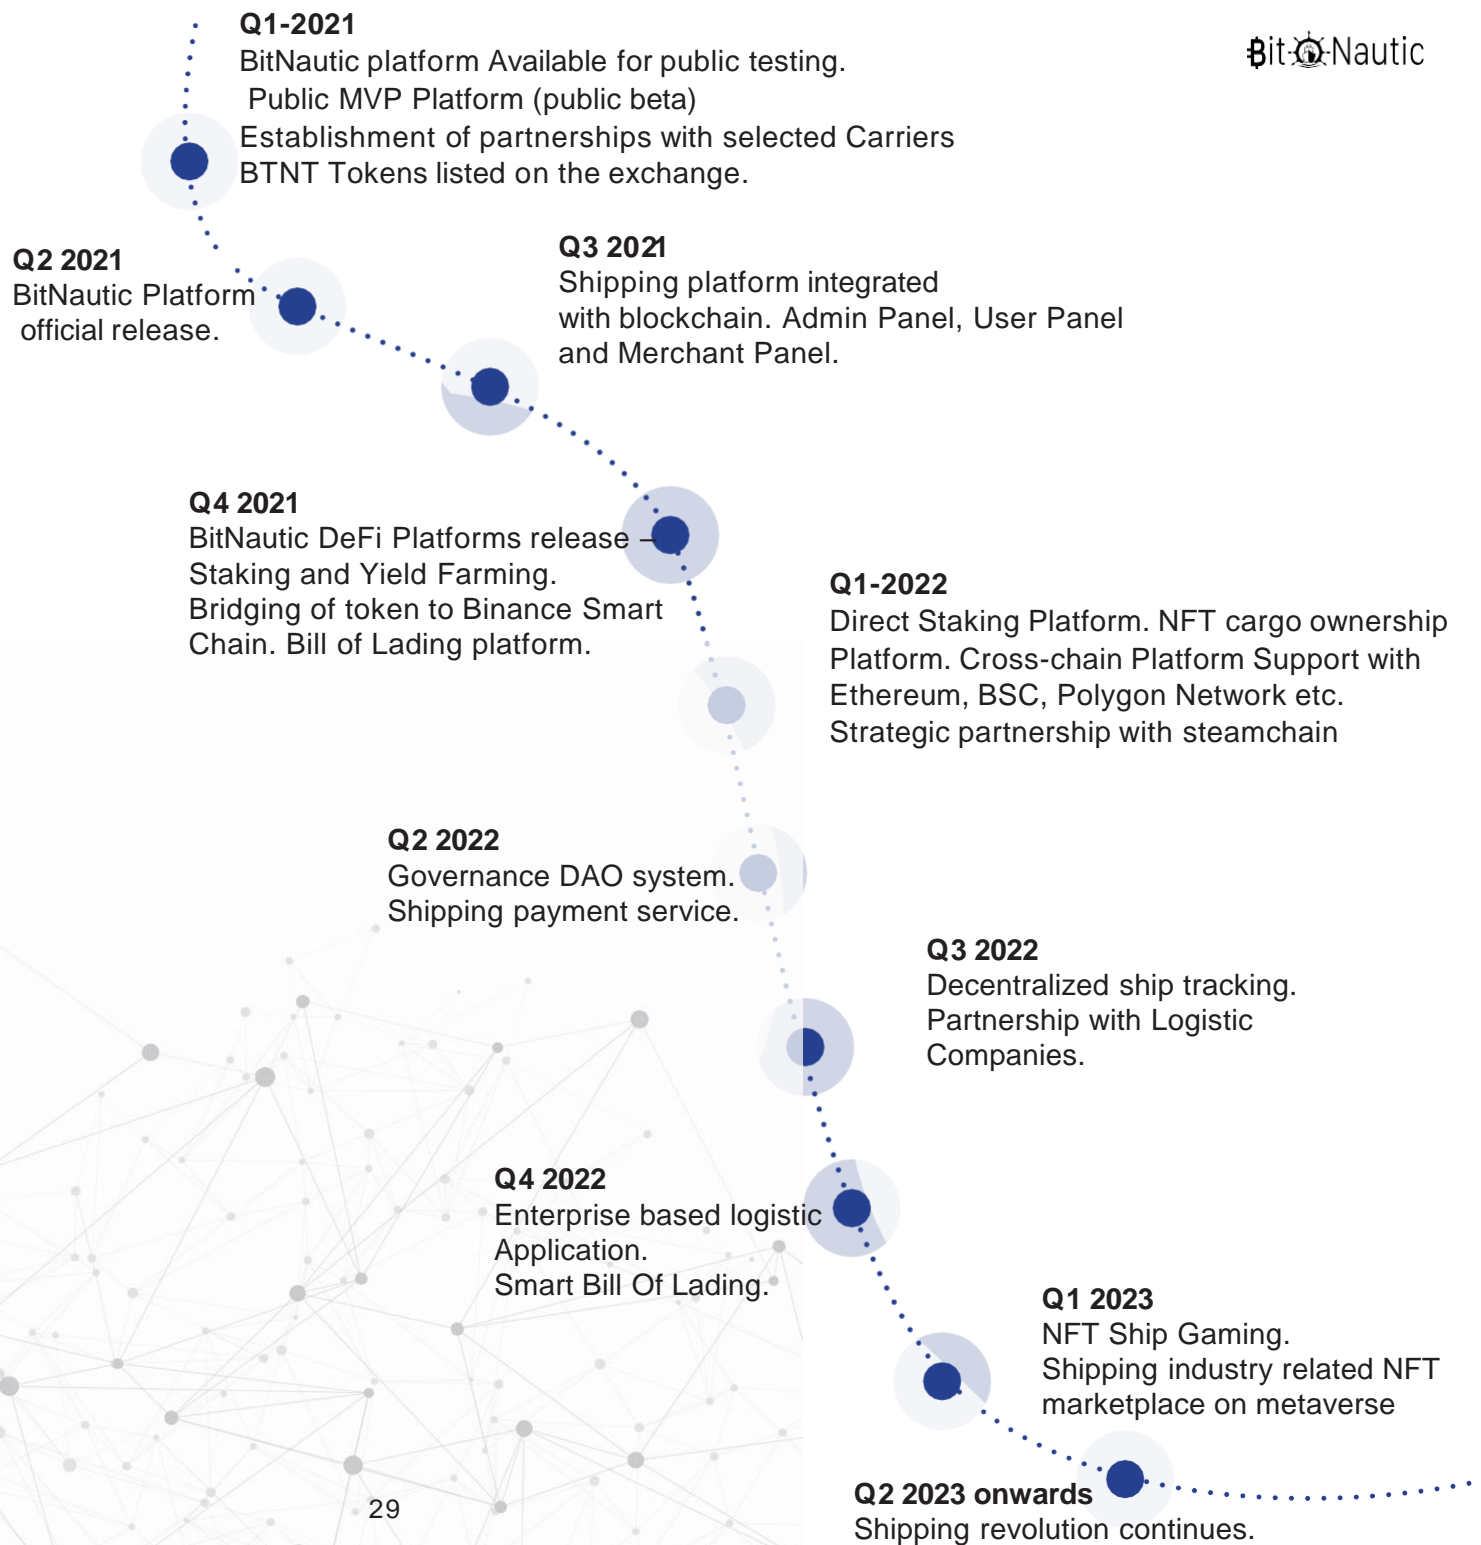 Q1-2021
BitNautic platform Available for public testing.
Public MVP Platform (public beta)
Establishment of partnerships with selected Carriers
BTNT Tokens listed on the exchange.
BitNautic
Q2 2021
BitNautic Platform
official release.
Q3 2021
Shipping platform integrated
with blockchain. Admin Panel, User Panel
and Merchant Panel.
Q4 2021
BitNautic DeFi Platforms release –
Staking and Yield Farming.
Bridging of token to Binance Smart
Chain. Bill of Lading platform.
Q1-2022
Direct Staking Platform. NFT cargo ownership
Platform. Cross-chain Platform Support with
Ethereum, BSC, Polygon Network etc.
Strategic partnership with steamchain
Q2 2022
Governance DAO system.
Shipping payment service.
Q3 2022
Decentralized ship tracking.
Partnership with Logistic
Companies.
Q4 2022
Enterprise based logistic
Application.
Smart Bill Of Lading.
Q1 2023
NFT Ship Gaming.
Shipping industry related NFT
marketplace on metaverse
Q2 2023 onwards
Shipping revolution continues.
29